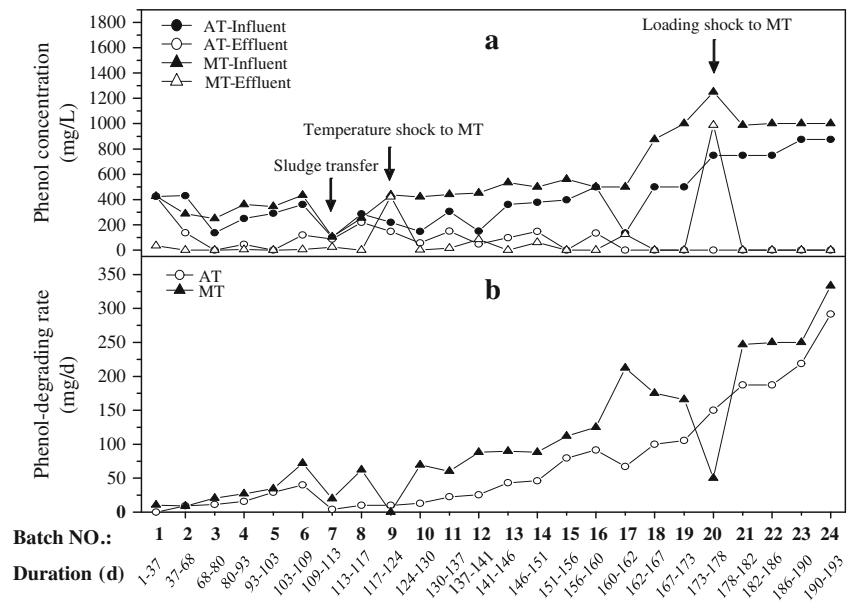 1800
1600
1400
1200
1000
800
600
400
200
0
Phenol concentration
(mg/L)
AT-Influent
AT-Effluent
MT-Influent
MT-Effluent
a
Loading shock to MT
Temperature shock to MT
Sludge transfer
350
300
250
200
150
100
50
0
Phenol-degrading rate
(mg/d)
AT
MT
b
Batch NO.: 1 2 3 4 5 6 7 8 9 10 11 12 13 14 15 16 17 18 19 20 21 22 23 24
Duration (d) 1-37 37-68 68-80 80-93 93-103 103-109 109-113 113-117 117-124 124-130 130-137 137-141 141-146 146-151 151-156 156-160 160-162 162-167 167-173 173-178 178-182 182-186 186-190 190-193